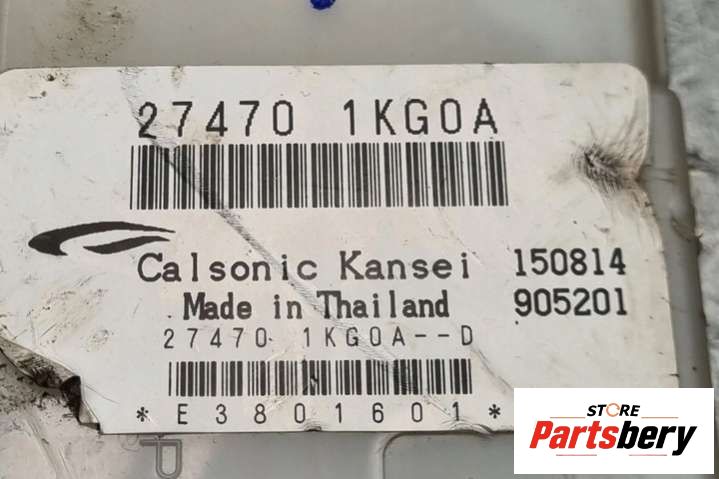 27470 1KG0A
Calsonic Kansei 150814
Made in Thailand 905201
27470 1KG0A--D
*E3801601*
P
STORE
Partsbery